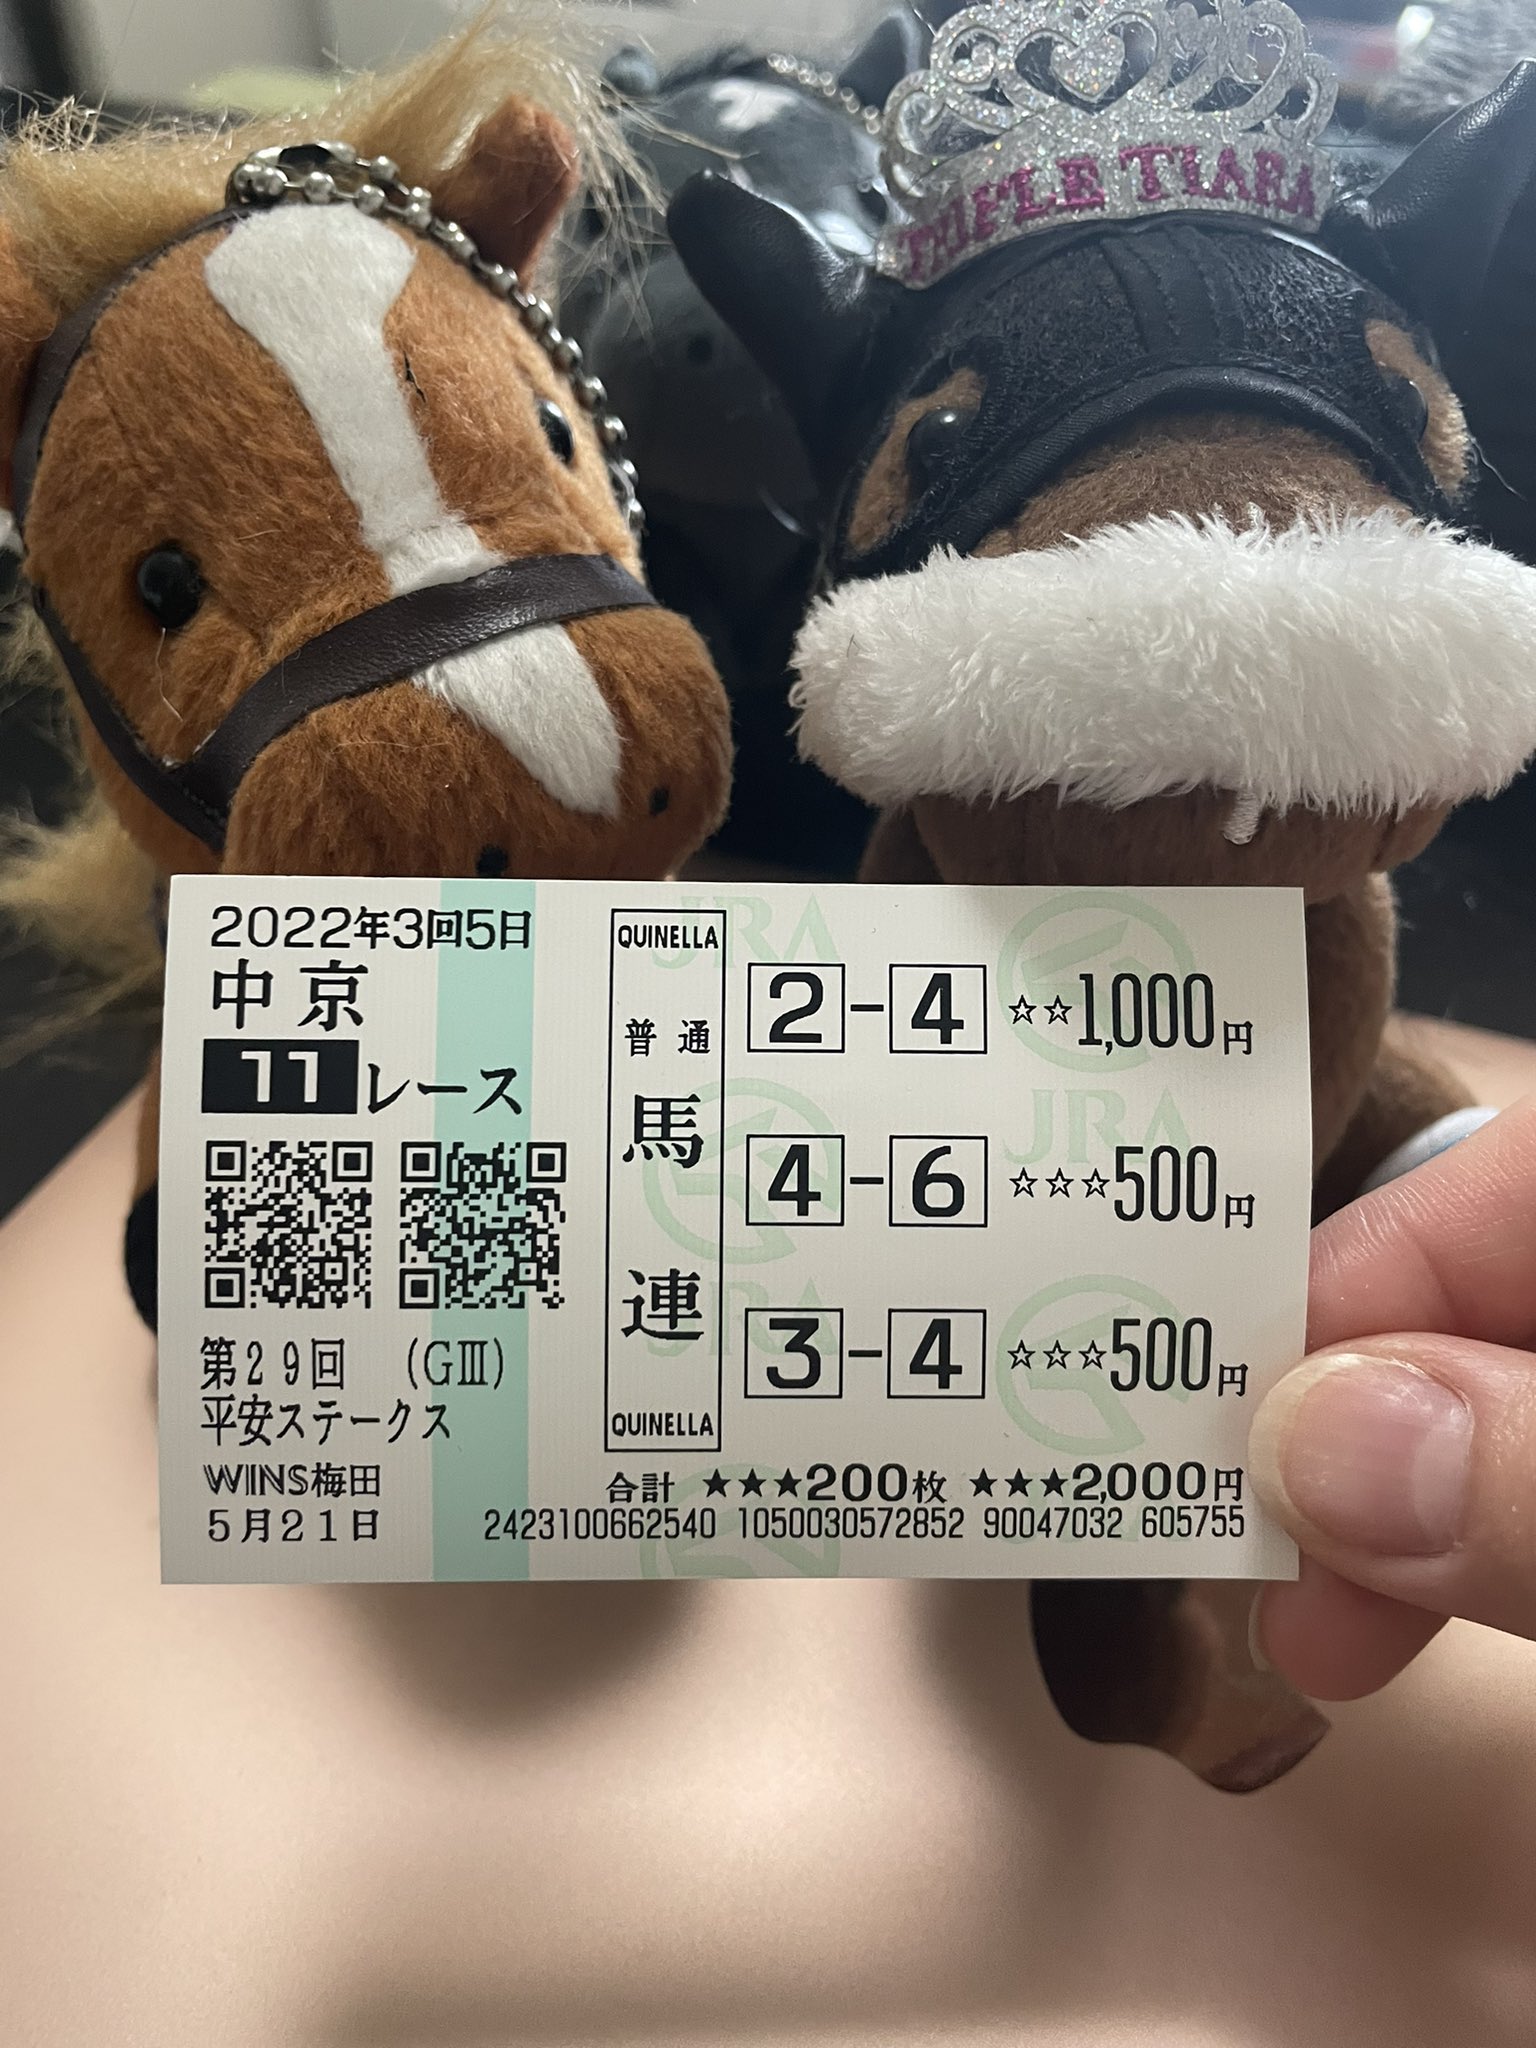 TRIPLE TIARA
2022年3回5日
中京
11レース
第29回 (GⅢ)
平安ステークス
WINS梅田
5月21日
QUINELLA
普通
馬
連
QUINELLA
2-4 ☆☆1,000円
4-6 ☆☆☆500円
3-4 ☆☆☆500円
合計 ★★★200枚 ★★★2,000円
2423100662540 1050030572852 90047032 605755
JRA
JRA
JRA